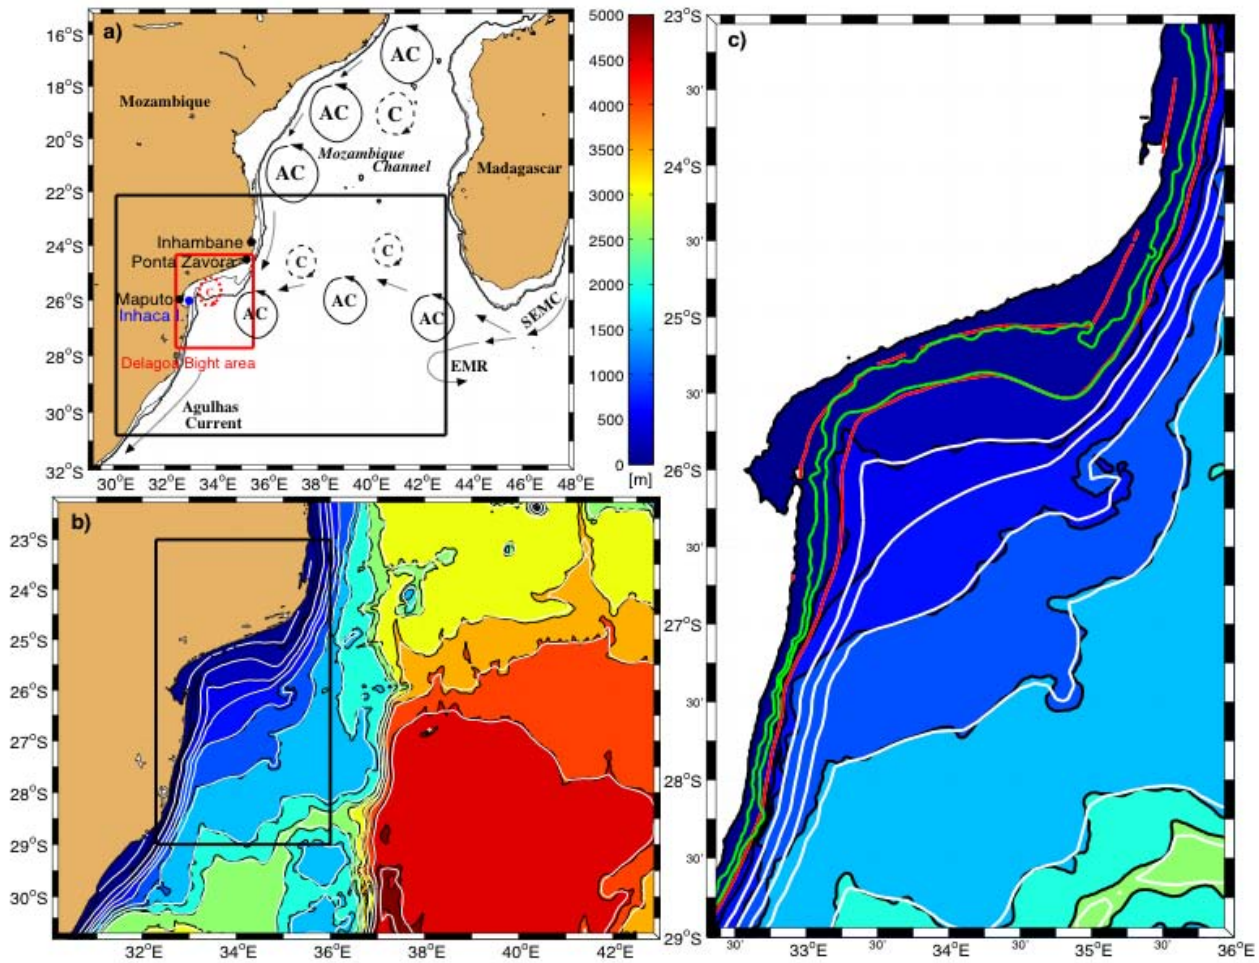 a)
16°S
18°S
20°S
22°S
24°S
26°S
28°S
30°S
32°S
30°E 32°E 34°E 36°E 38°E 40°E 42°E 44°E 46°E 48°E
Mozambique
AC
AC
C
AC
Mozambique
Channel
Madagascar
Inhambane
Ponta Zavora
C
C
C
Maputo
Inhaca I.
AC
AC
AC
SEMC
Delagoa Bight area
EMR
Agulhas
Current
5000
4500
4000
3500
3000
2500
2000
1500
1000
500
0
[m]
b)
23°S
24°S
25°S
26°S
27°S
28°S
29°S
30°S
32°E 34°E 36°E 38°E 40°E 42°E
c)
23°S
30'
24°S
30'
25°S
30'
26°S
30'
27°S
30'
28°S
30'
29°S
30' 33°E 30' 34°E 30' 35°E 30' 36°E